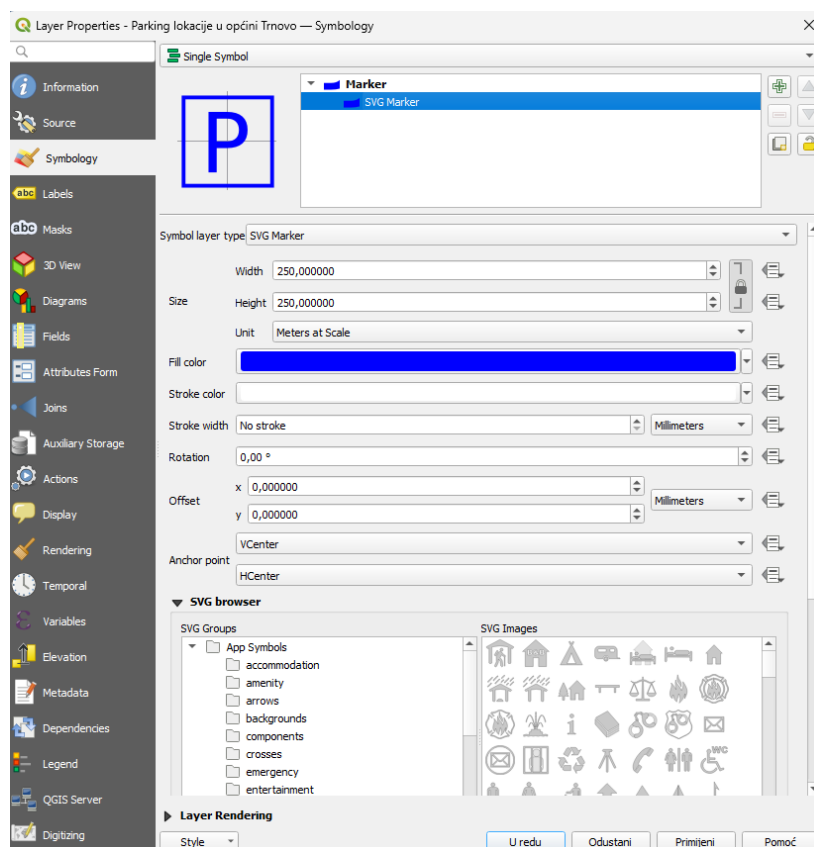 Layer Properties - Parking lokacije u općini Trnovo — Symbology
Single Symbol
Information
Source
Symbology
abc Labels
abc Masks
3D View
Diagrams
Fields
Attributes Form
Joins
Auxiliary Storage
Actions
Display
Rendering
Temporal
Variables
Elevation
Metadata
Dependencies
Legend
QGIS Server
Digitizing
P
Marker
SVG Marker
Symbol layer type SVG Marker
Size
Width 250,000000
Height 250,000000
Unit Meters at Scale
Fill color
Stroke color
Stroke width No stroke Milimeters
Rotation 0,00 °
Offset
x 0,000000
y 0,000000
Milimeters
Anchor point
VCenter
HCenter
SVG browser
SVG Groups
App Symbols
accommodation
amenity
arrows
backgrounds
components
crosses
emergency
entertainment
SVG Images
WC
Layer Rendering
Style U redu Odustani Primijeni Pomoć